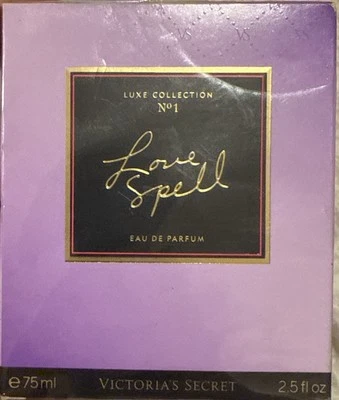 LUXE COLLECTION
Nº1
Love
Spell
EAU DE PARFUM
℮75ml
VICTORIA'S SECRET
2.5 fl oz